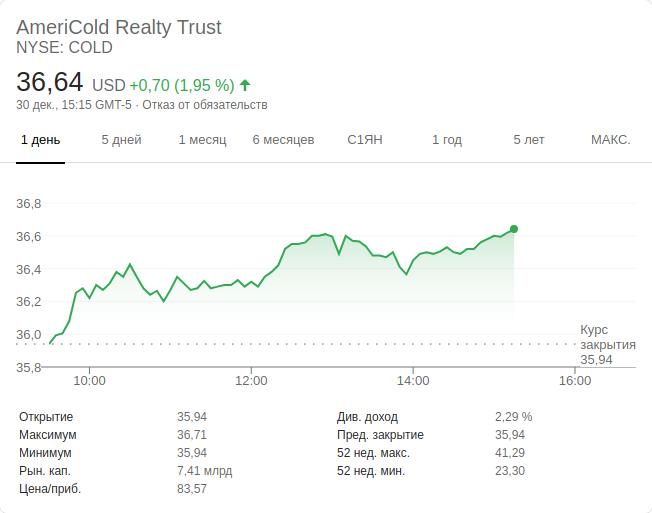 AmeriCold Realty Trust
NYSE: COLD
36,64 USD +0,70 (1,95 %)
30 дек., 15:15 GMT-5 · Отказ от обязательств
1 день 5 дней 1 месяц 6 месяцев С1ЯН 1 год 5 лет МАКС.
36,8
36,6
36,4
36,2
36,0
35,8
Курс
закрытия
35,94
10:00 12:00 14:00 16:00
Открытие 35,94 Див. доход 2,29 %
Максимум 36,71 Пред. закрытие 35,94
Минимум 35,94 52 нед. макс. 41,29
Рын. кап. 7,41 млрд 52 нед. мин. 23,30
Цена/приб. 83,57